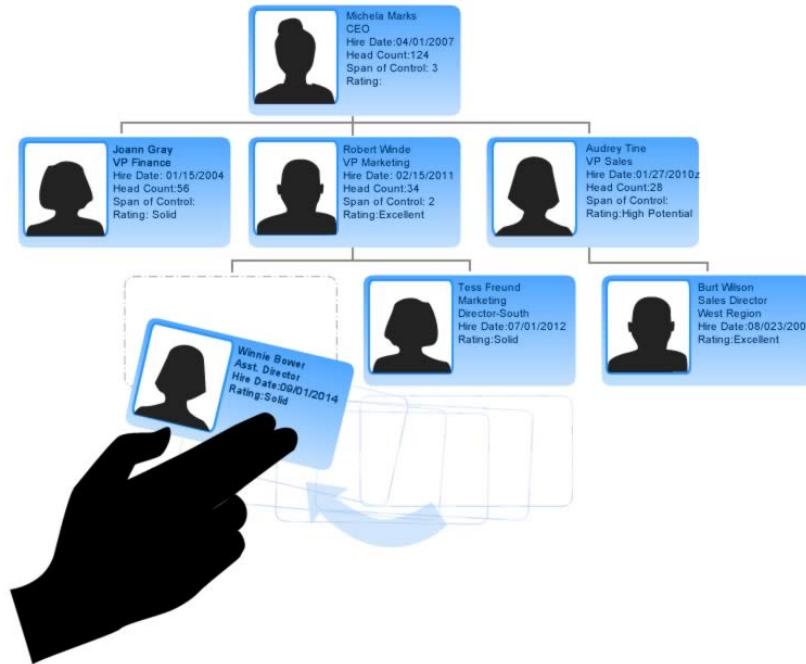 Michela Marks
CEO
Hire Date:04/01/2007
Head Count:124
Span of Control: 3
Rating:
Joann Gray
VP Finance
Hire Date: 01/15/2004
Head Count:56
Span of Control:
Rating: Solid
Robert Winde
VP Marketing
Hire Date: 02/15/2011
Head Count:34
Span of Control: 2
Rating:Excellent
Audrey Tine
VP Sales
Hire Date:01/27/2010z
Head Count:28
Span of Control:
Rating:High Potential
Winnie Bower
Asst. Director
Hire Date:09/01/2014
Rating:Solid
Tess Freund
Marketing
Director-South
Hire Date:07/01/2012
Rating:Solid
Burt Wilson
Sales Director
West Region
Hire Date:08/023/200
Rating:Excellent